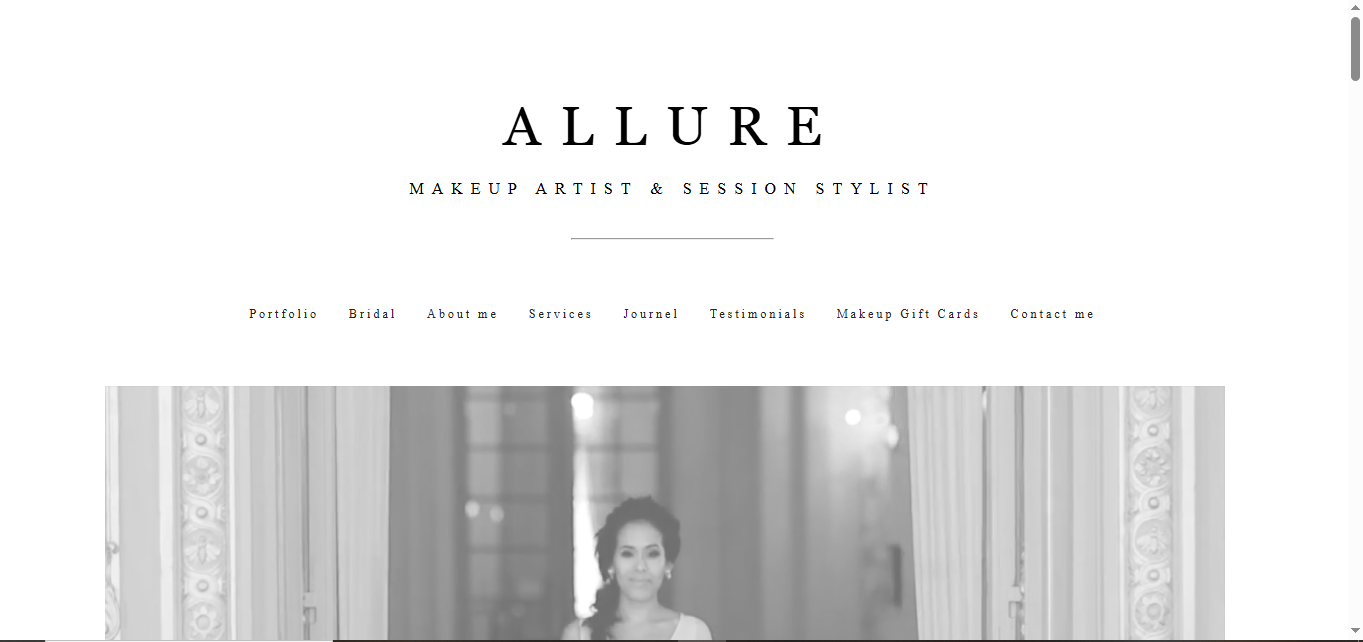 ALLURE
MAKEUP ARTIST & SESSION STYLIST
Portfolio Bridal About me Services Journel Testimonials Makeup Gift Cards Contact me